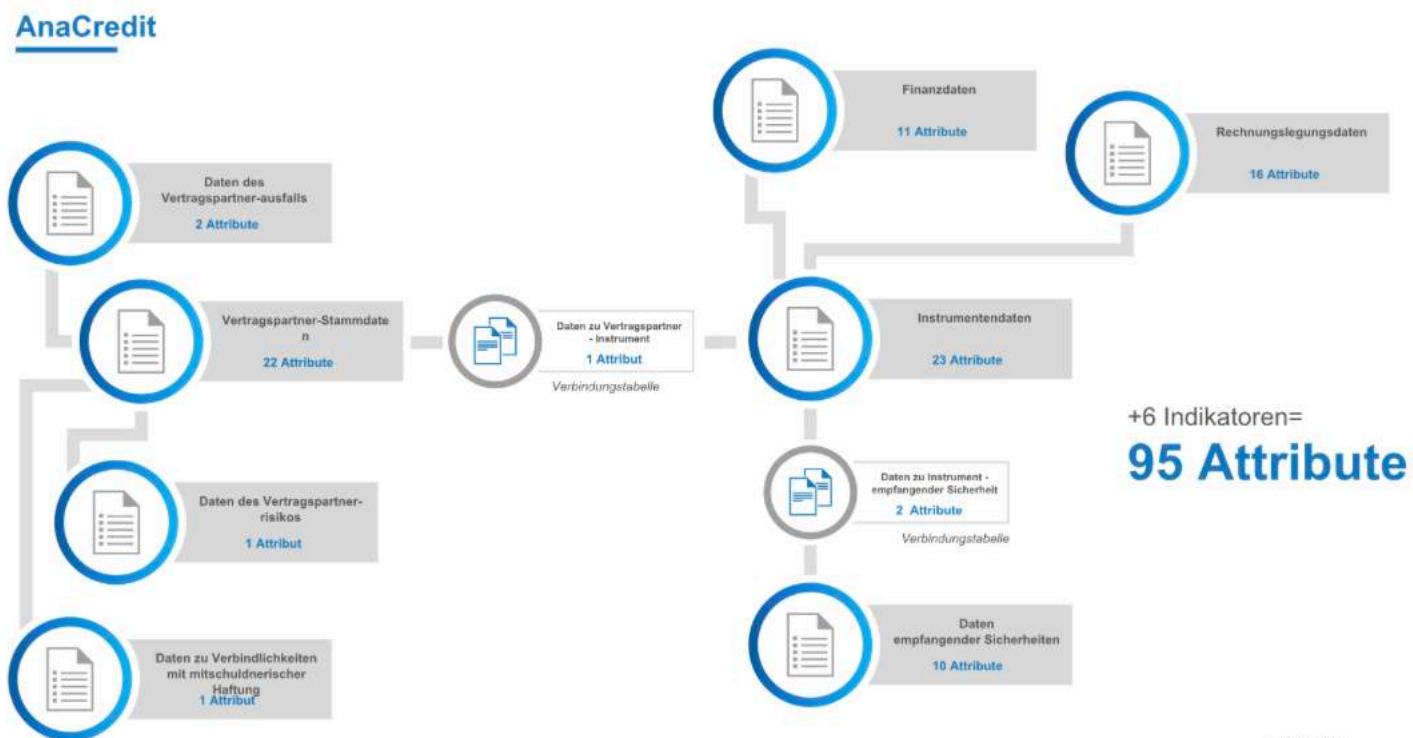 AnaCredit
Finanzdaten
11 Attribute
Rechnungslegungsdaten
16 Attribute
Daten des
Vertragspartner-ausfalls
2 Attribute
Vertragspartner-Stammdate
n
22 Attribute
Daten zu Vertragspartner
- Instrument
1 Attribut
Verbindungstabelle
Instrumentendaten
23 Attribute
+6 Indikatoren=
95 Attribute
Daten des Vertragspartner-
risikos
1 Attribut
Daten zu Instrument -
empfangender Sicherheit
2 Attribute
Verbindungstabelle
Daten zu Verbindlichkeiten
mit mitschuldnerischer
Haftung
1 Attribut
Daten
empfangender Sicherheiten
10 Attribute